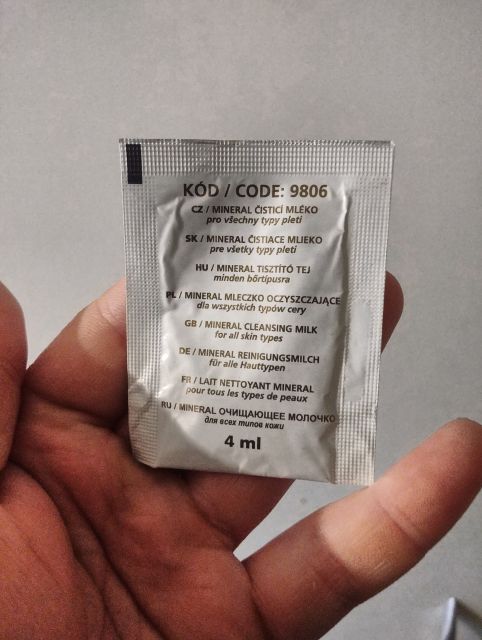 KÓD / CODE: 9806
CZ / MINERAL ČISTICÍ MLÉKO
pro všechny typy pleti
SK / MINERAL ČISTIACE MLIEKO
pre všetky typy pleti
HU / MINERAL TISZTÍTÓ TEJ
minden bőrtípusra
PL / MINERAL MLECZKO OCZYSZCZAJĄCE
dla wszystkich typów cery
GB / MINERAL CLEANSING MILK
for all skin types
DE / MINERAL REINIGUNGSMILCH
für alle Hauttypen
FR / LAIT NETTOYANT MINERAL
pour tous les types de peaux
RU / MINERAL ОЧИЩАЮЩЕЕ МОЛОЧКО
для всех типов кожи
4 ml